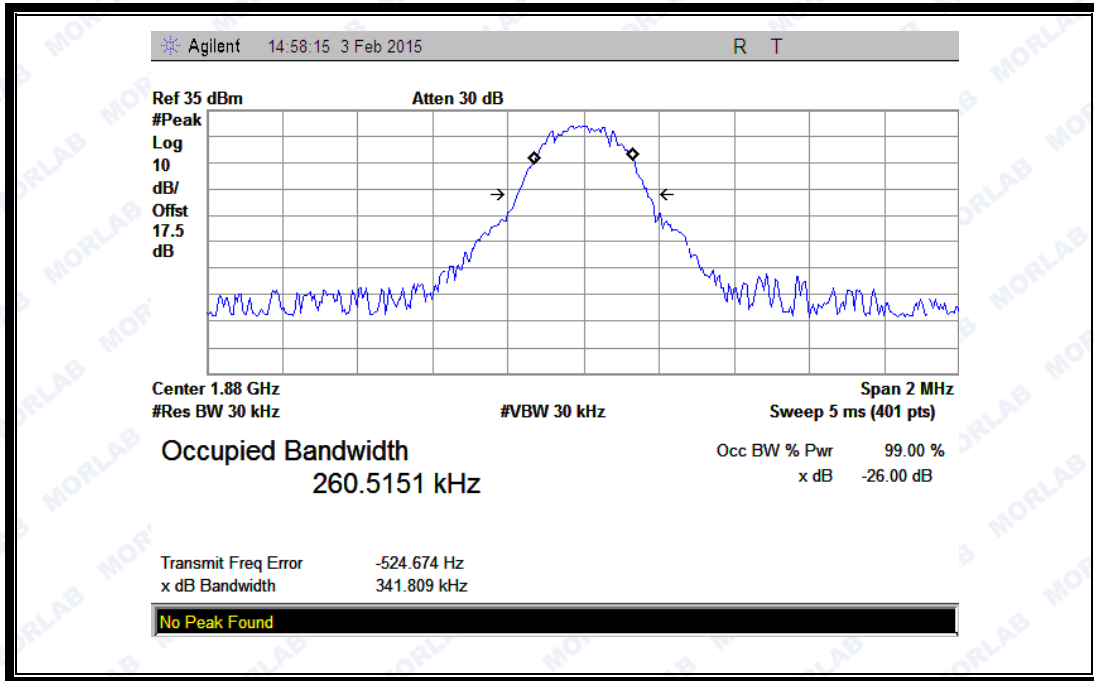 Agilent 14:58:15 3 Feb 2015 R T
Ref 35 dBm Atten 30 dB
#Peak
Log
10
dB/
Offst
17.5
dB
Center 1.88 GHz Span 2 MHz
#Res BW 30 kHz #VBW 30 kHz Sweep 5 ms (401 pts)
Occupied Bandwidth Occ BW % Pwr 99.00 %
260.5151 kHz x dB -26.00 dB
Transmit Freq Error -524.674 Hz
x dB Bandwidth 341.809 kHz
No Peak Found
MORLAB